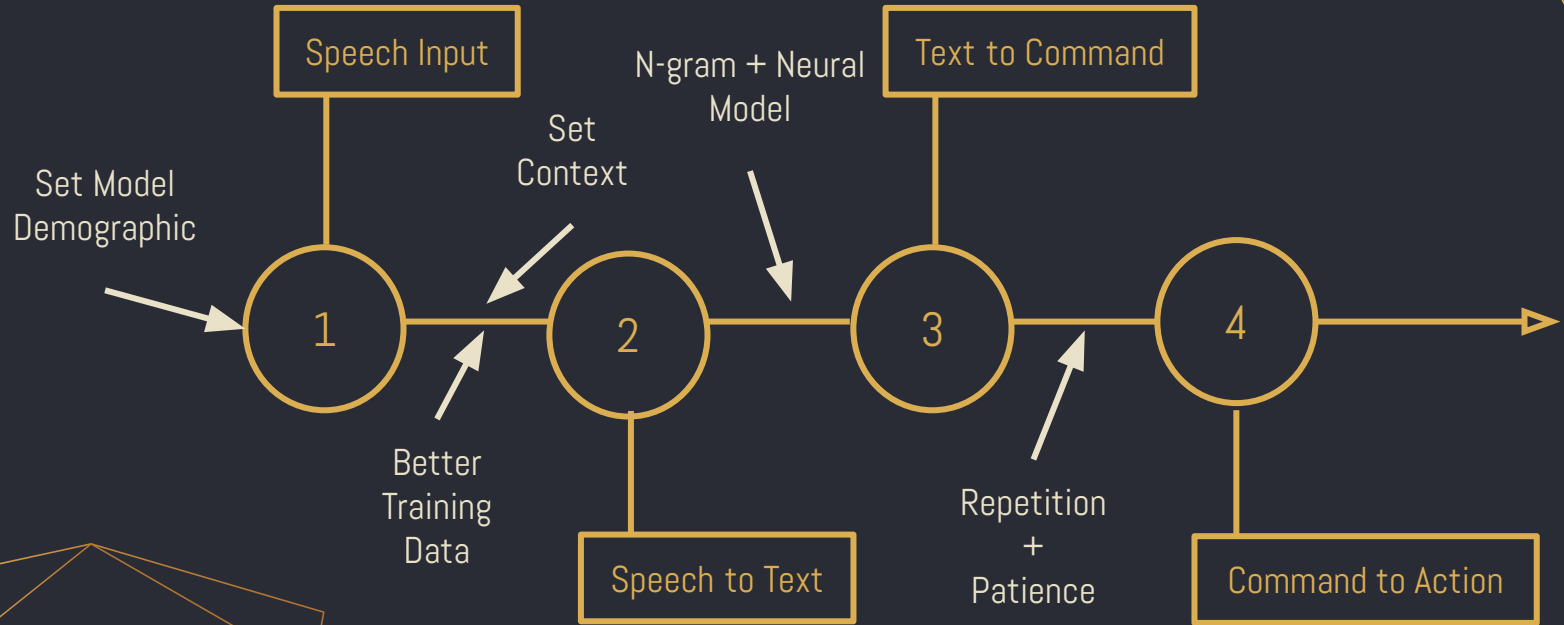 Speech Input
Text to Command
N-gram + Neural
Model
Set
Context
Set Model
Demographic
1
2
3
4
Better
Training
Data
Repetition
+
Patience
Speech to Text
Command to Action